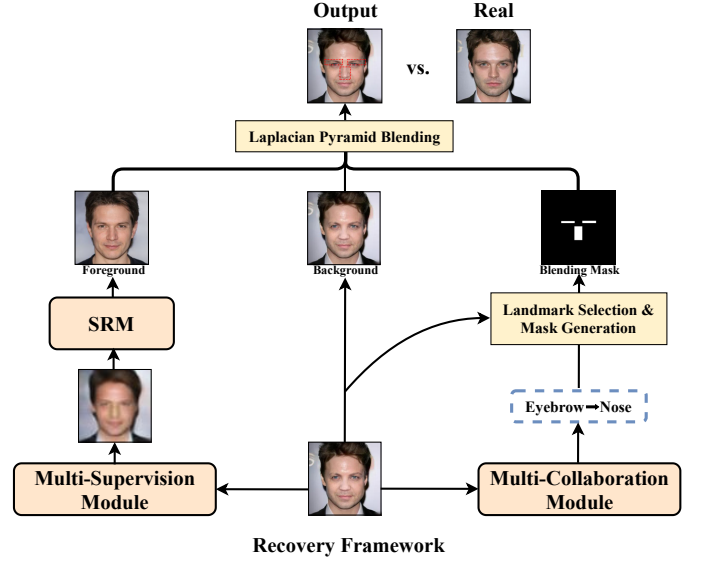 Output Real
vs.
Laplacian Pyramid Blending
Foreground Background Blending Mask
SRM
Landmark Selection &
Mask Generation
Eyebrow→Nose
Multi-Supervision
Module
Multi-Collaboration
Module
Recovery Framework